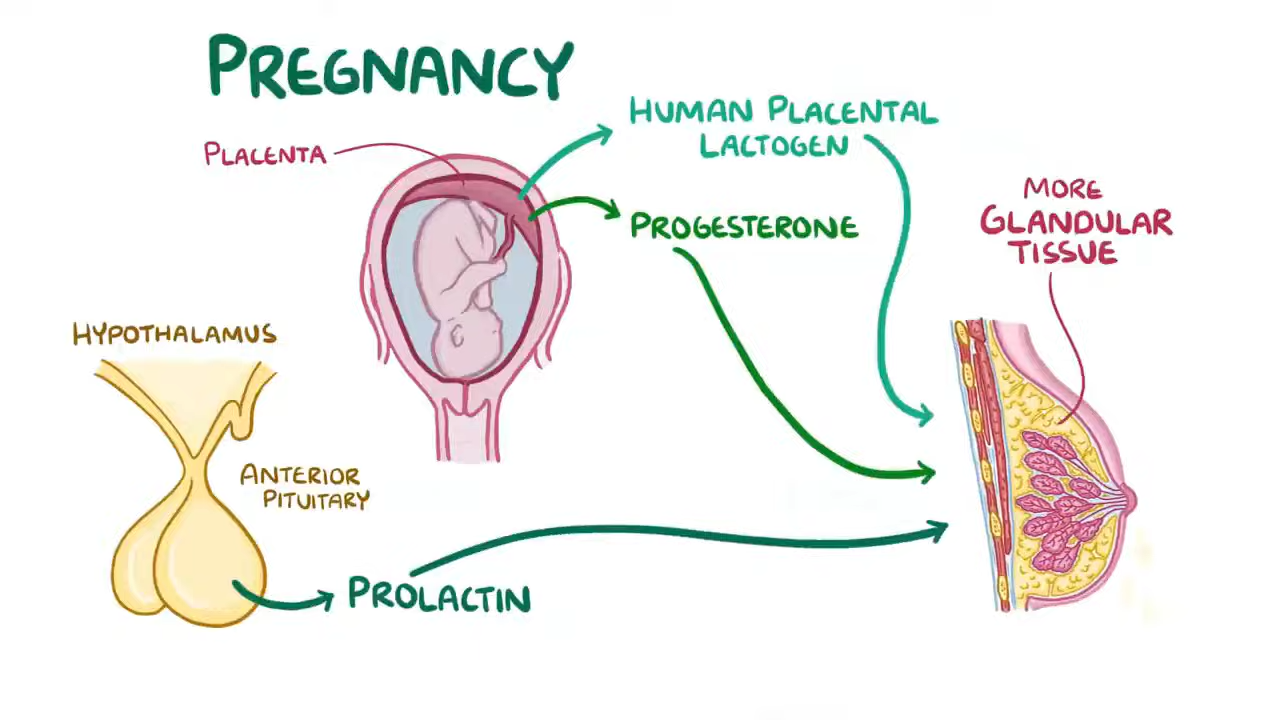 PREGNANCY
PLACENTA
HUMAN PLACENTAL
LACTOGEN
PROGESTERONE
MORE
GLANDULAR
TISSUE
HYPOTHALAMUS
ANTERIOR
PITUITARY
PROLACTIN